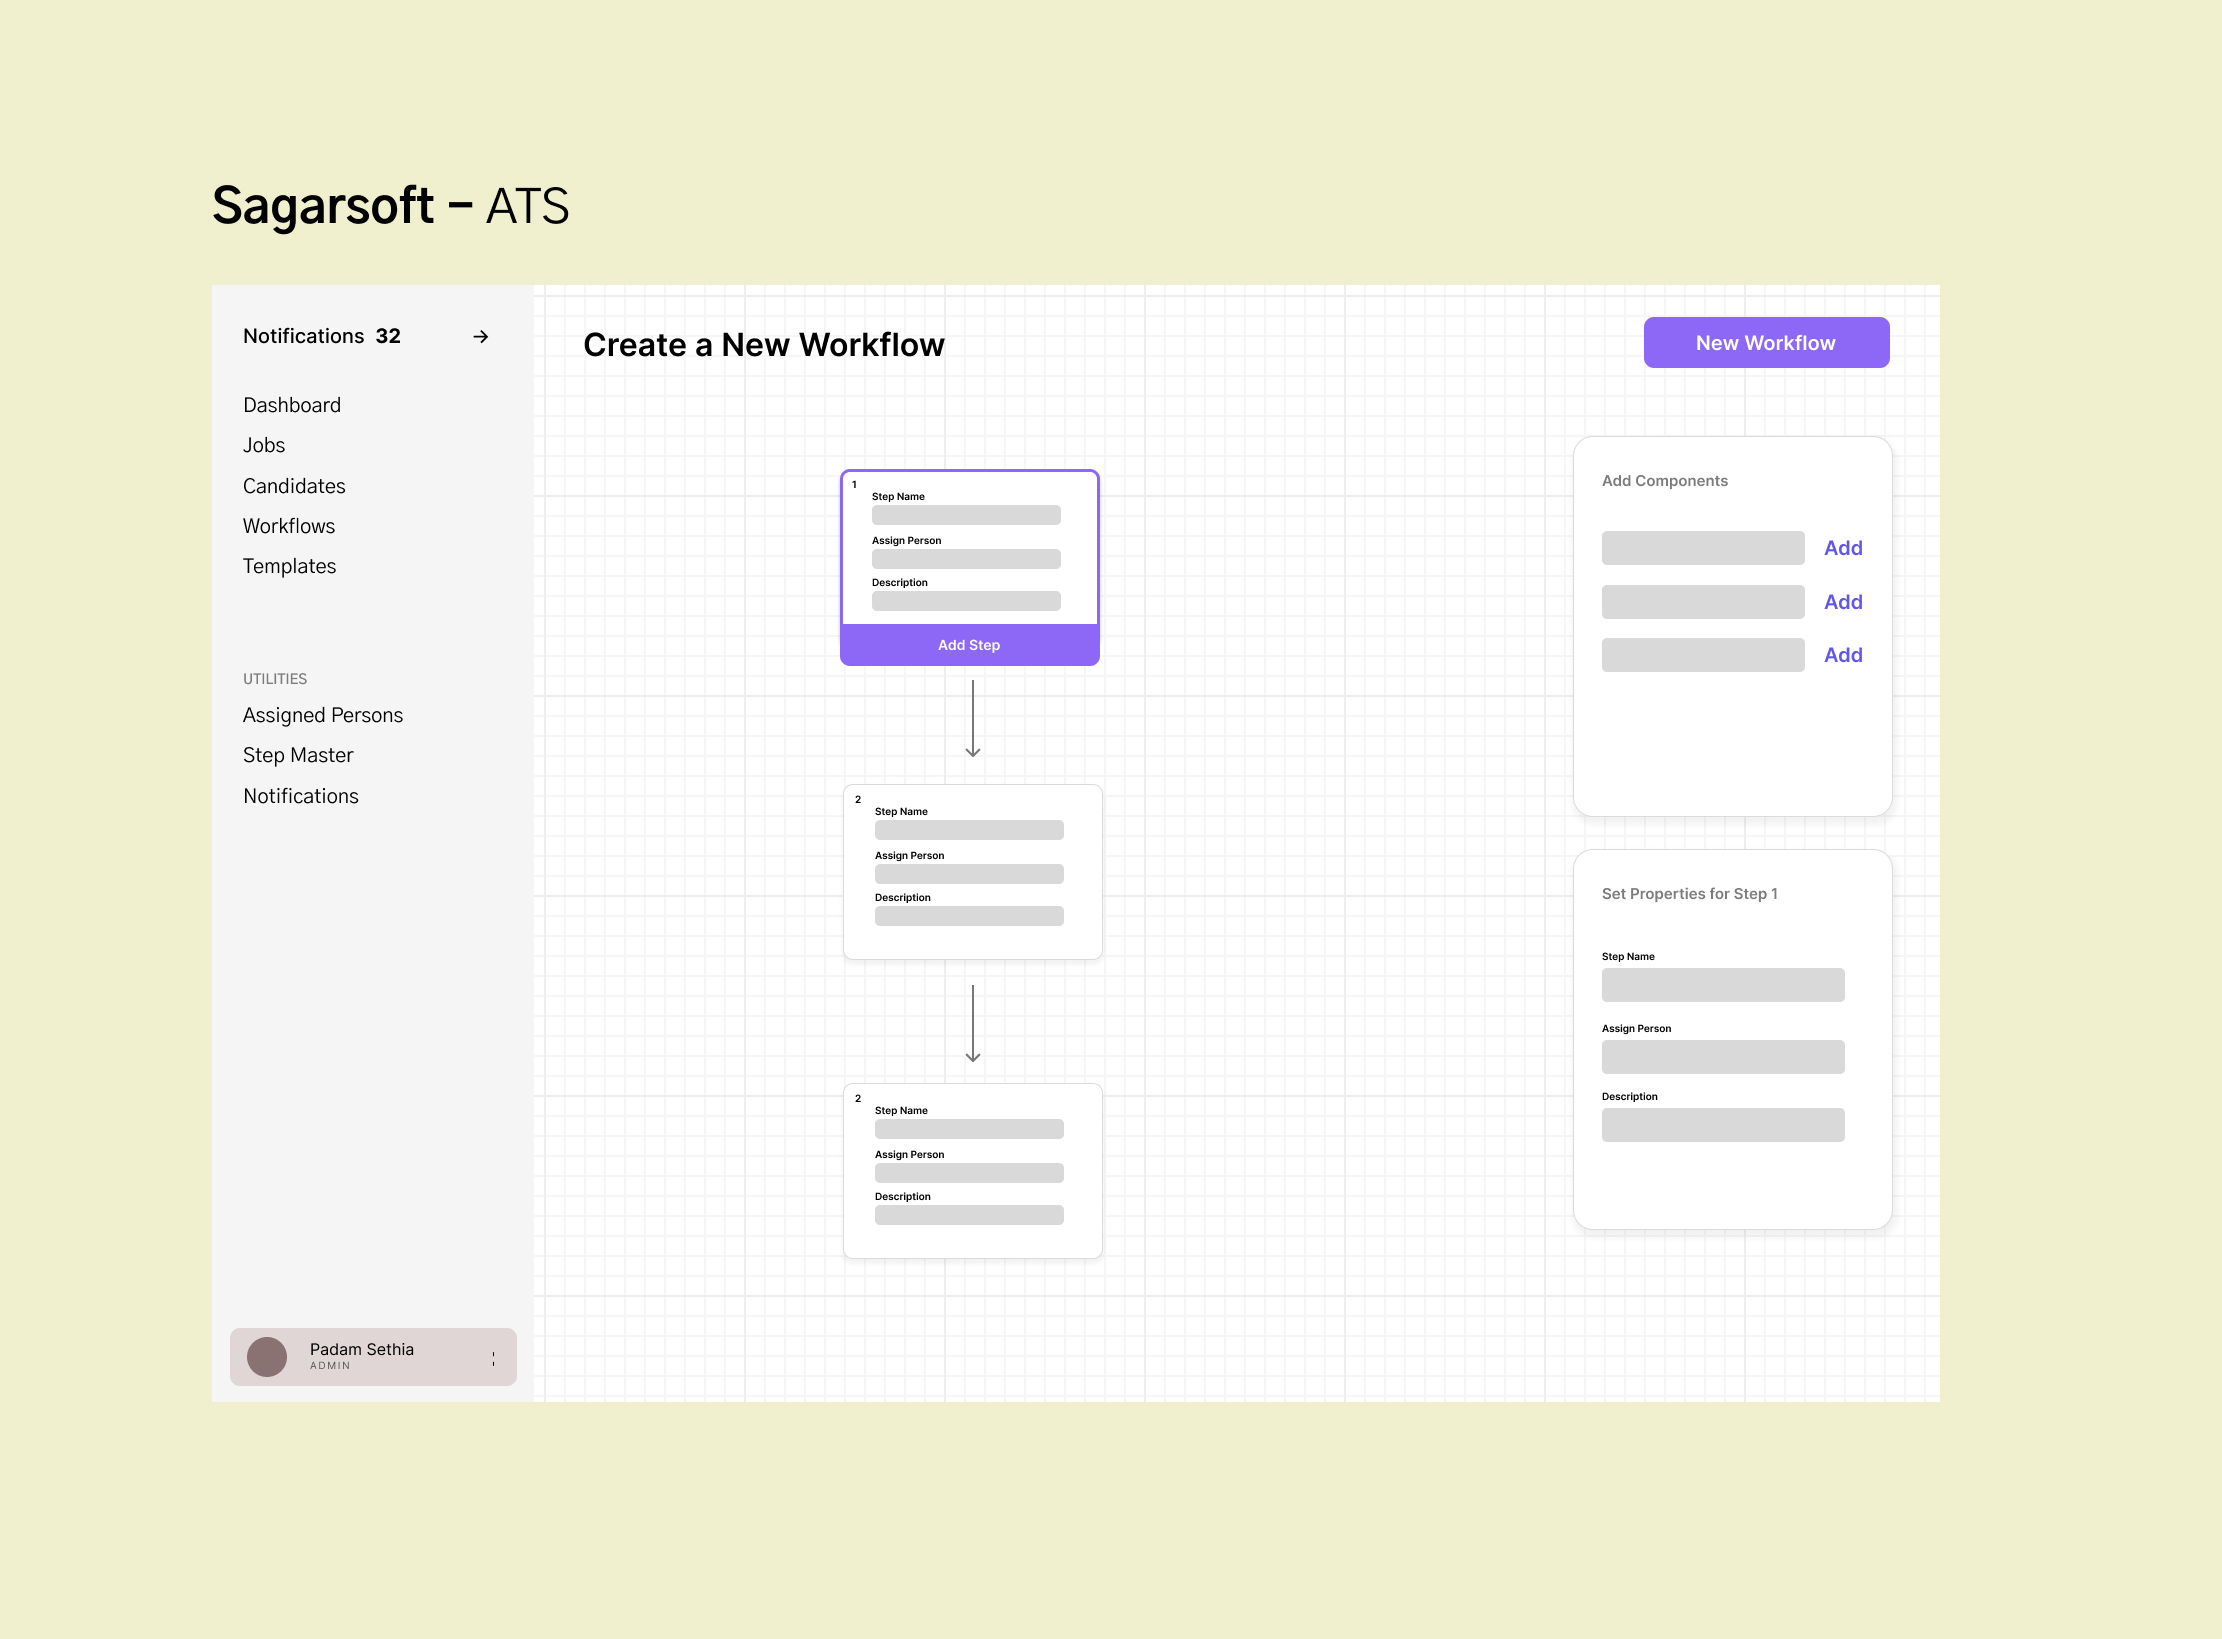 Sagarsoft – ATS
Notifications 32
Dashboard
Jobs
Candidates
Workflows
Templates
UTILITIES
Assigned Persons
Step Master
Notifications
Padam Sethia
ADMIN
Create a New Workflow
New Workflow
1
Step Name
Assign Person
Description
Add Step
2
Step Name
Assign Person
Description
2
Step Name
Assign Person
Description
Add Components
Add
Add
Add
Set Properties for Step 1
Step Name
Assign Person
Description